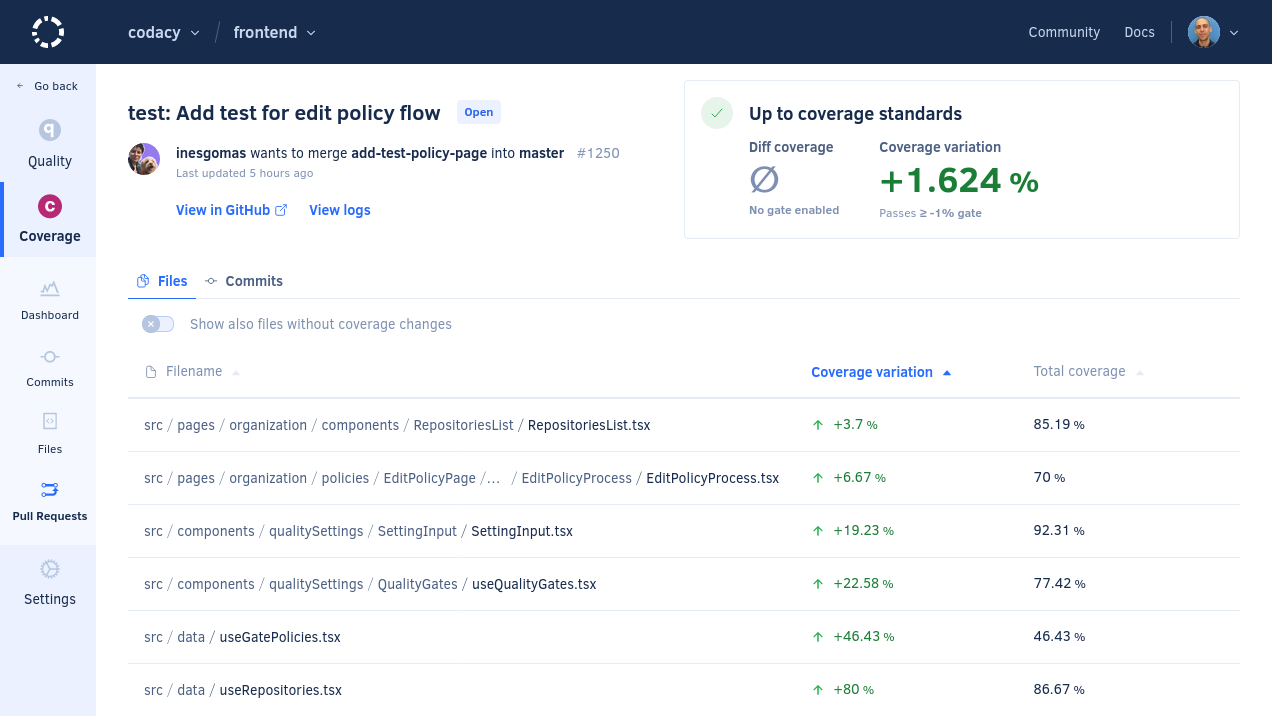 codacy / frontend
Community Docs
Go back
Quality
Coverage
Dashboard
Commits
Files
Pull Requests
Settings
test: Add test for edit policy flow Open
inesgomas wants to merge add-test-policy-page into master #1250
Last updated 5 hours ago
View in GitHub View logs
Up to coverage standards
Diff coverage Coverage variation
∅ +1.624 %
No gate enabled Passes ≥ -1% gate
Files Commits
Show also files without coverage changes
Filename Coverage variation Total coverage
src / pages / organization / components / RepositoriesList / RepositoriesList.tsx +3.7 % 85.19 %
src / pages / organization / policies / EditPolicyPage /... / EditPolicyProcess / EditPolicyProcess.tsx +6.67 % 70 %
src / components / qualitySettings / SettingInput / SettingInput.tsx +19.23 % 92.31 %
src / components / qualitySettings / QualityGates / useQualityGates.tsx +22.58 % 77.42 %
src / data / useGatePolicies.tsx +46.43 % 46.43 %
src / data / useRepositories.tsx +80 % 86.67 %